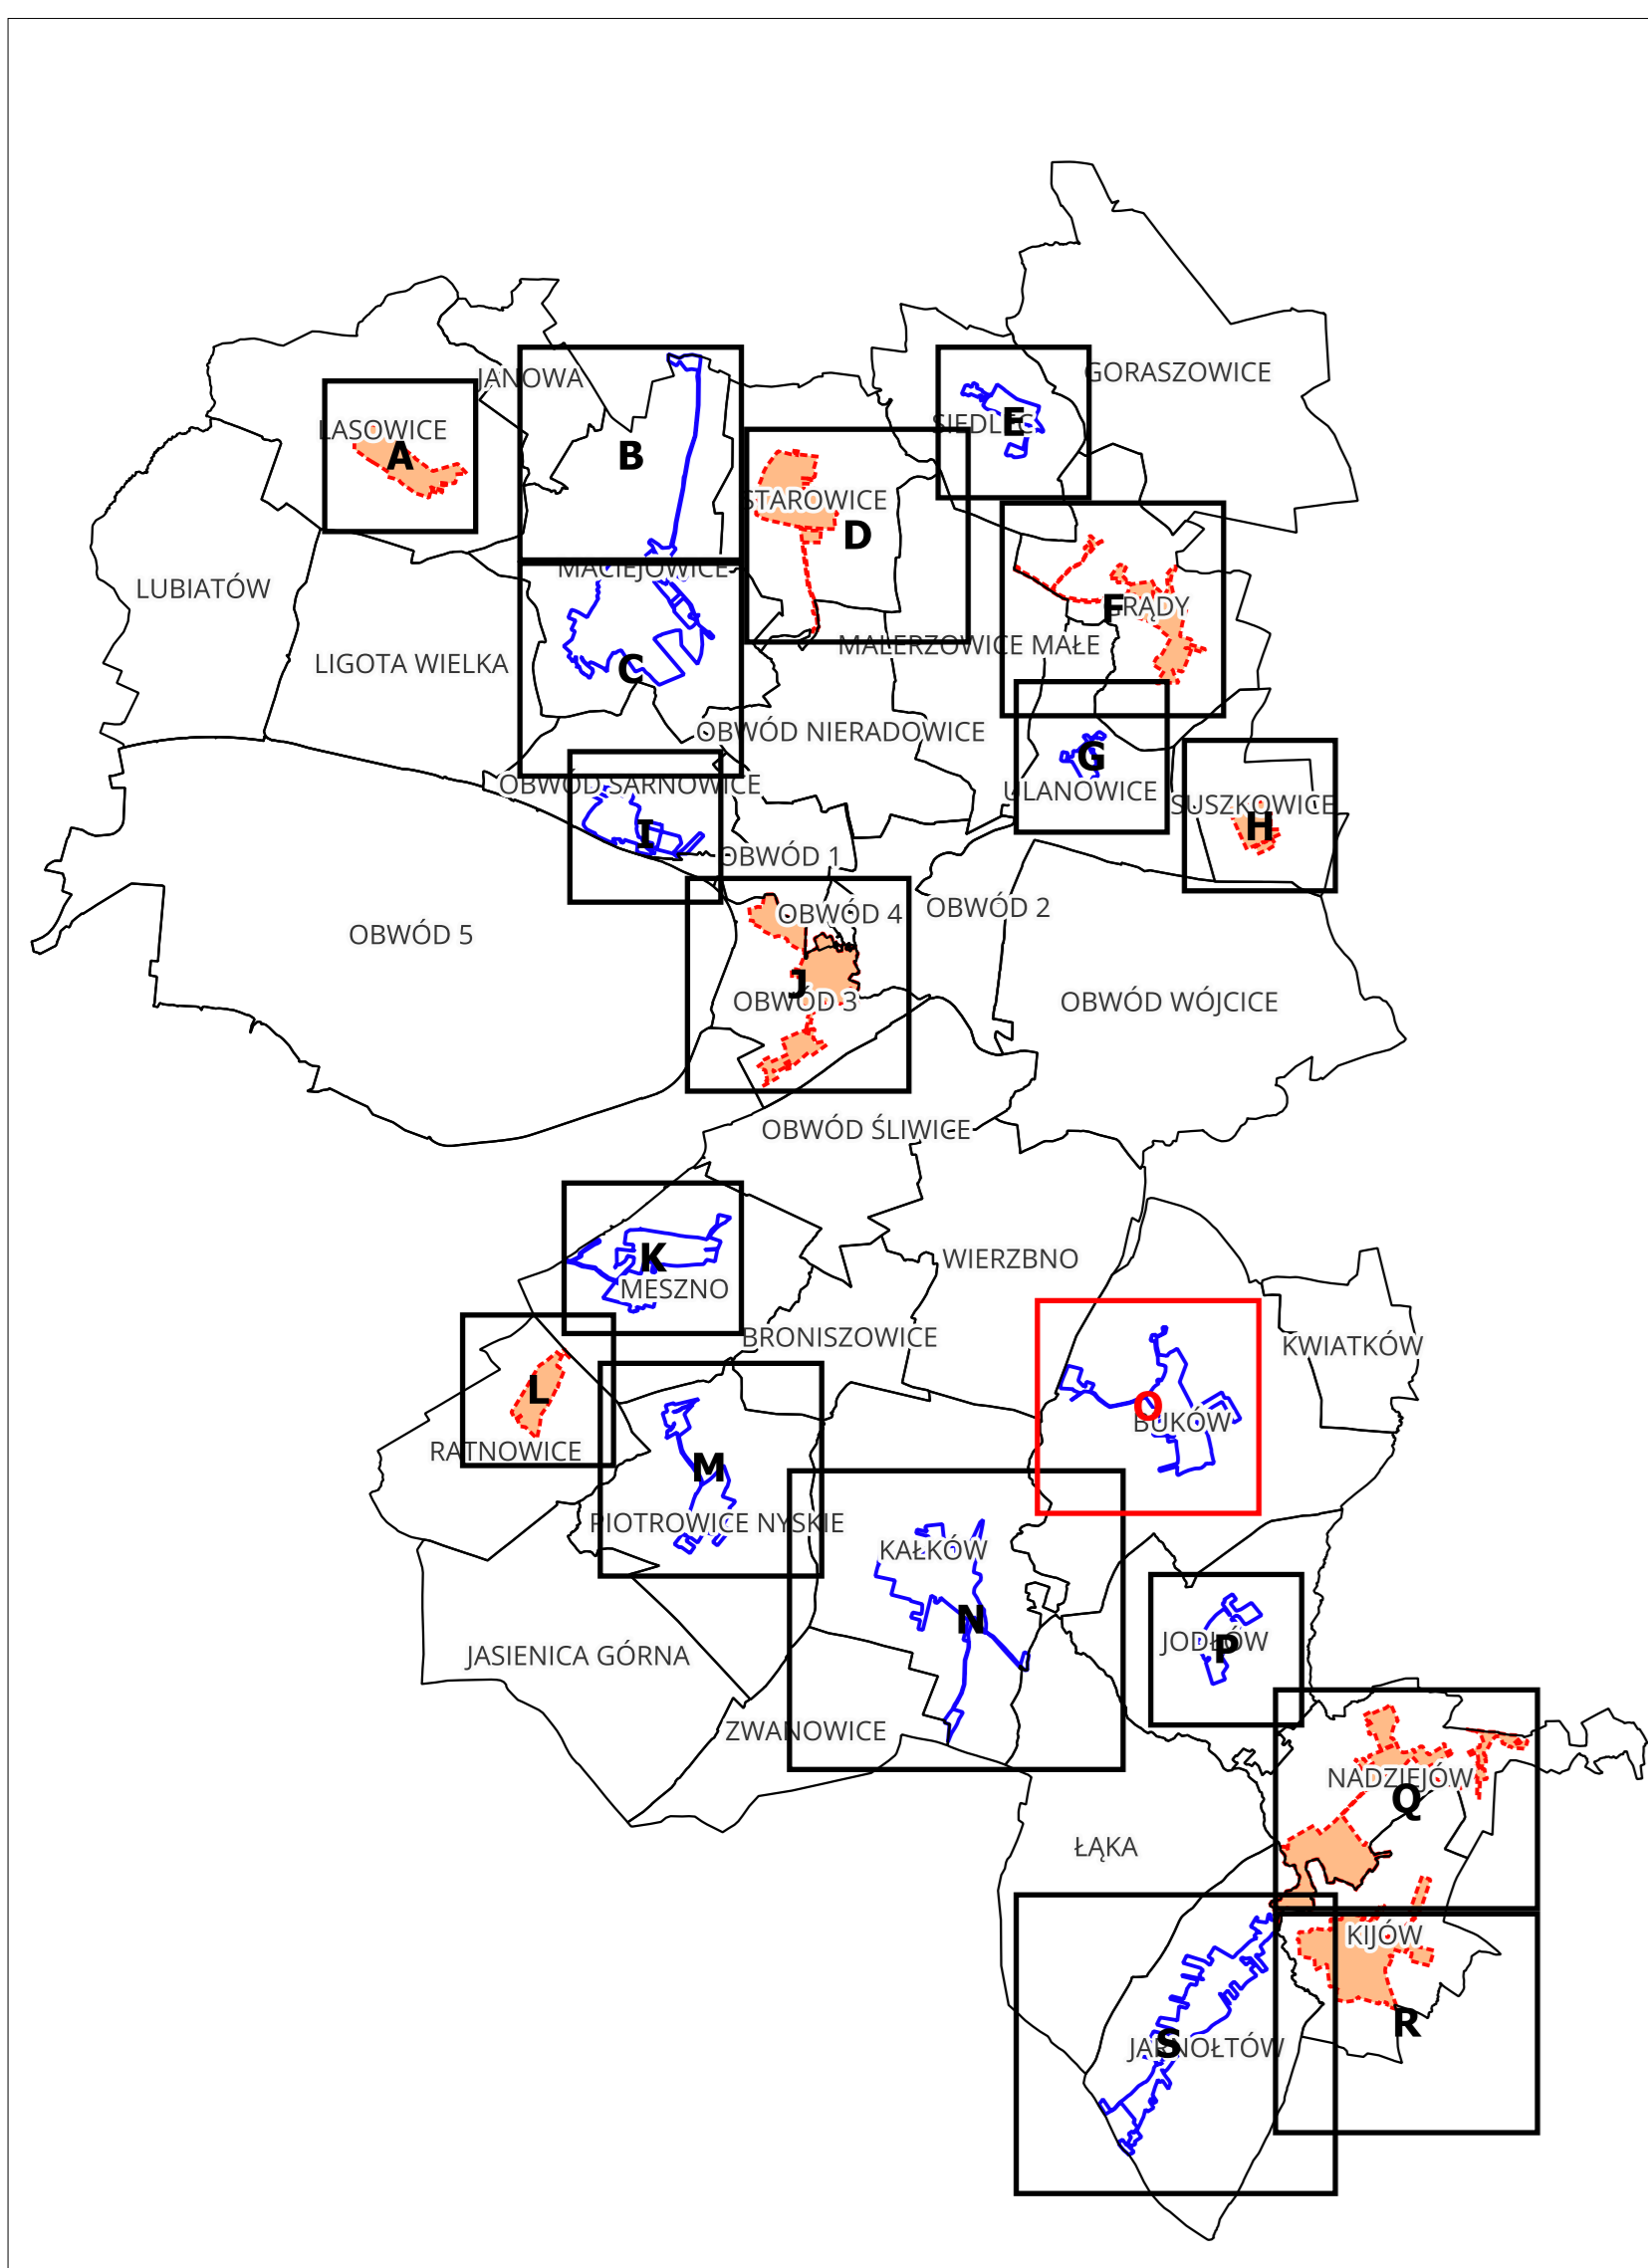 GORASZOWICE
JANOWA
LASOWICE
A
B
E
SIEDLEC
STAROWICE
D
MACIEJOWICE
LUBIATÓW
F
GRĄDY
MALERZOWICE MAŁE
LIGOTA WIELKA
C
OBWÓD NIERADOWICE
G
OBWÓD SARNOWICE
ULANOWICE
SUSZKOWICE
I
H
OBWÓD 1
OBWÓD 4
OBWÓD 2
OBWÓD 5
J
OBWÓD 3
OBWÓD WÓJCICE
OBWÓD ŚLIWICE
K
WIERZBNO
MESZNO
BRONISZOWICE
KWIATKÓW
L
O
BUKÓW
RATNOWICE
M
PIOTROWICE NYSKIE
KAŁKÓW
N
JODŁÓW
P
JASIENICA GÓRNA
ZWANOWICE
NADZIEJÓW
Q
ŁĄKA
KIJÓW
R
S
JARNOŁTÓW